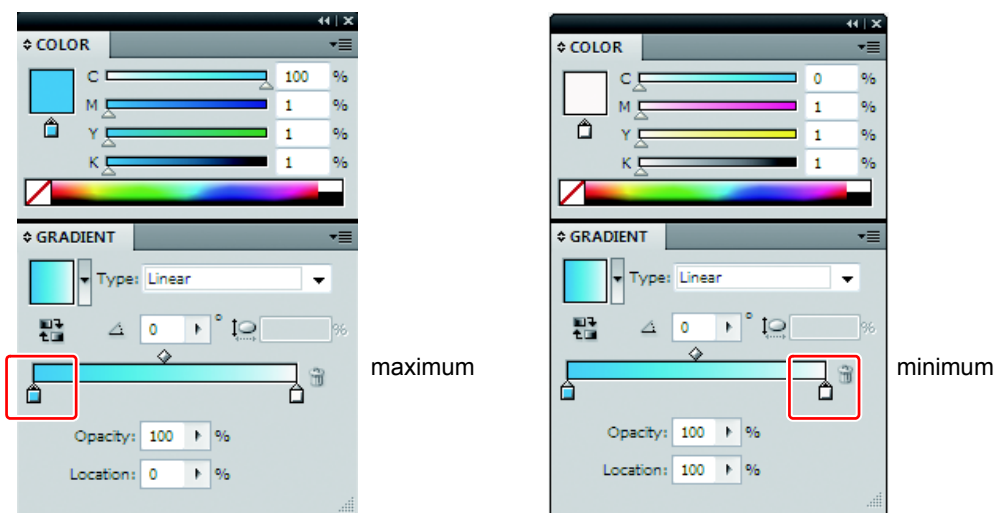 COLOR
C 100 %
M 1 %
Y 1 %
K 1 %
GRADIENT
Type: Linear
0 ° %
maximum
Opacity: 100 %
Location: 0 %
COLOR
C 0 %
M 1 %
Y 1 %
K 1 %
GRADIENT
Type: Linear
0 ° %
minimum
Opacity: 100 %
Location: 100 %